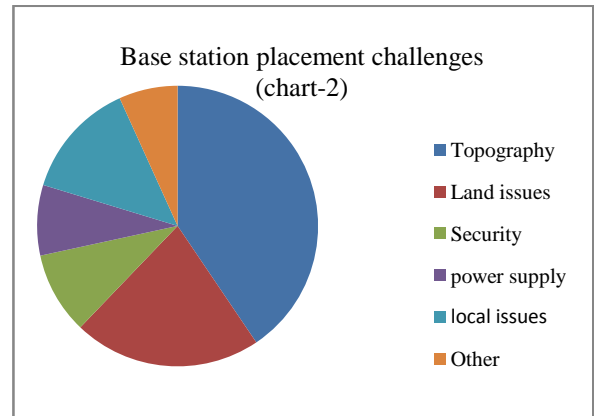 Base station placement challenges
(chart-2)
Topography
Land issues
Security
power supply
local issues
Other